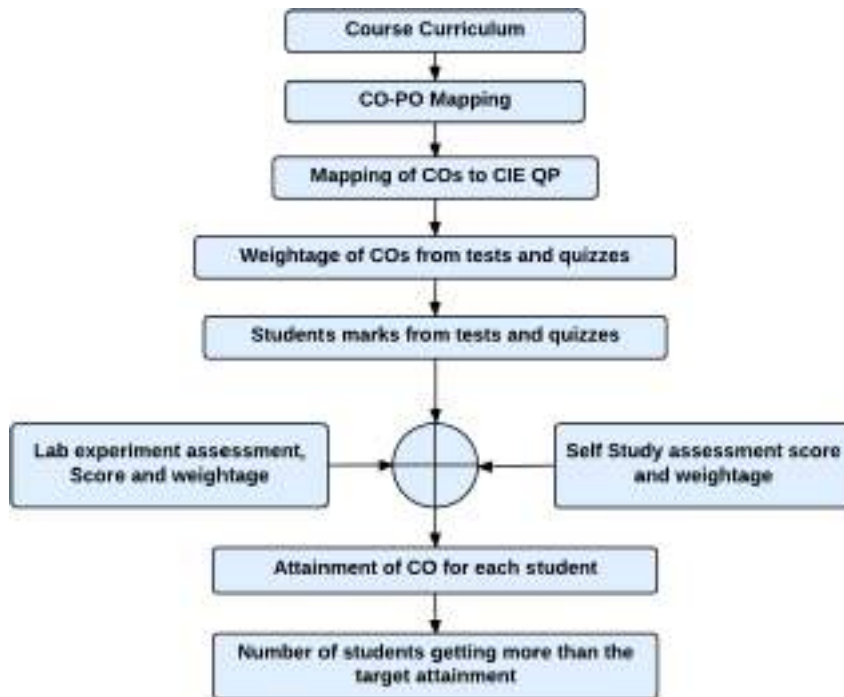 Course Curriculum
CO-PO Mapping
Mapping of COs to CIE QP
Weightage of COs from tests and quizzes
Students marks from tests and quizzes
Lab experiment assessment,
Score and weightage
Self Study assessment score
and weightage
Attainment of CO for each student
Number of students getting more than the
target attainment